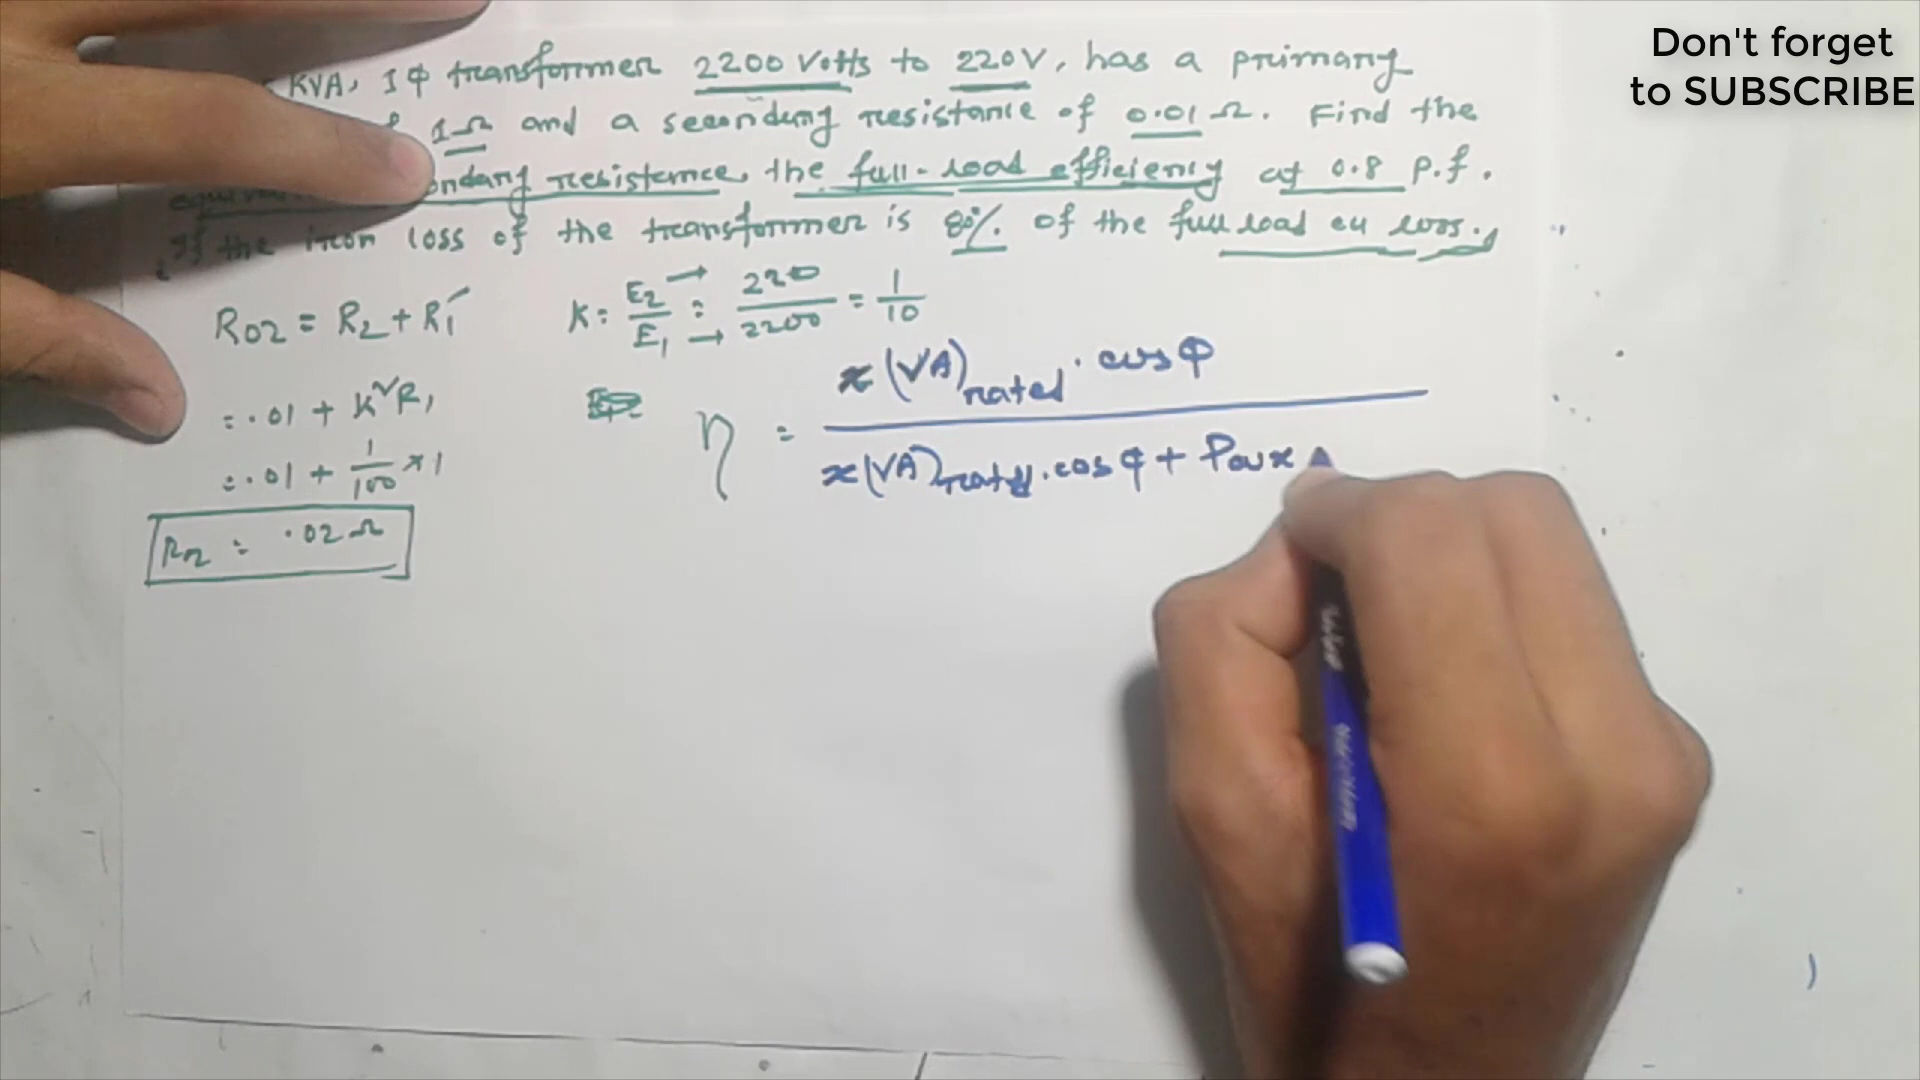 Don't forget
to SUBSCRIBE
KVA, 1φ transformer 2200 Volts to 220V, has a primary
1Ω and a secondary resistance of 0.01Ω. Find the
ondary resistance, the full-load efficiency at 0.8 p.f.
if the iron loss of the transformer is 80% of the full load cu loss.
R02 = R2 + R1′
K = E2/E1 = 220/2200 = 1/10
= .01 + K²R1
= .01 + 1/100 × 1
R02 = .02Ω
η = x(VA)rated · cosφ / x(VA)rated · cosφ + Pcu x